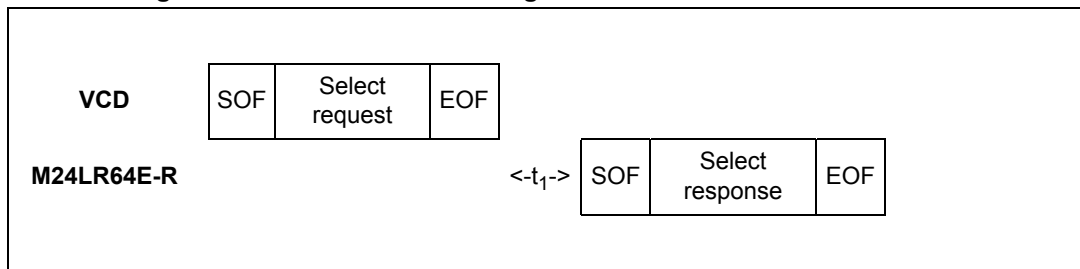 VCD SOF Select request EOF
M24LR64E-R <-t₁-> SOF Select response EOF